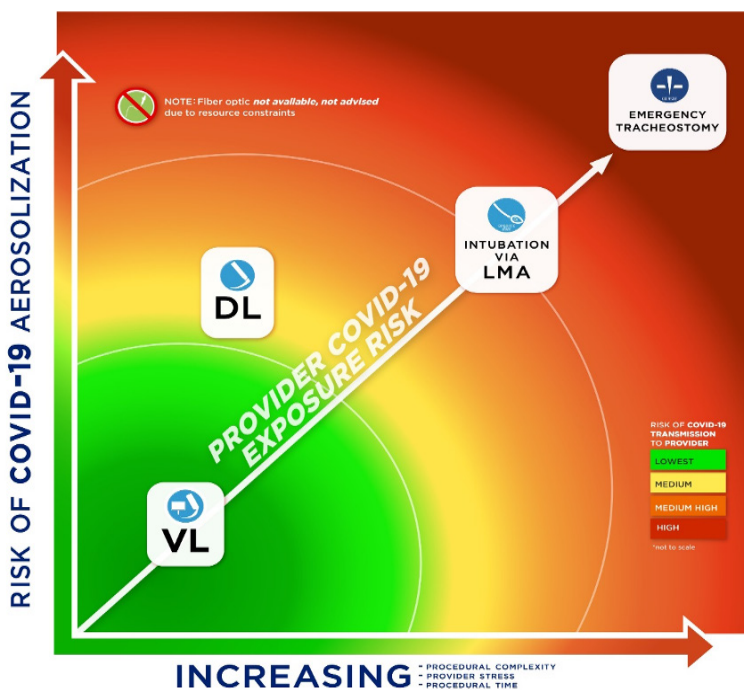 NOTE: Fiber optic not available, not advised
due to resource constraints
EMERGENCY
TRACHEOSTOMY
INTUBATION
VIA
LMA
DL
PROVIDER COVID-19
EXPOSURE RISK
VL
RISK OF COVID-19
TRANSMISSION
TO PROVIDER
LOWEST
MEDIUM
MEDIUM HIGH
HIGH
*not to scale
RISK OF COVID-19 AEROSOLIZATION
INCREASING
- PROCEDURAL COMPLEXITY
- PROVIDER STRESS
- PROCEDURAL TIME